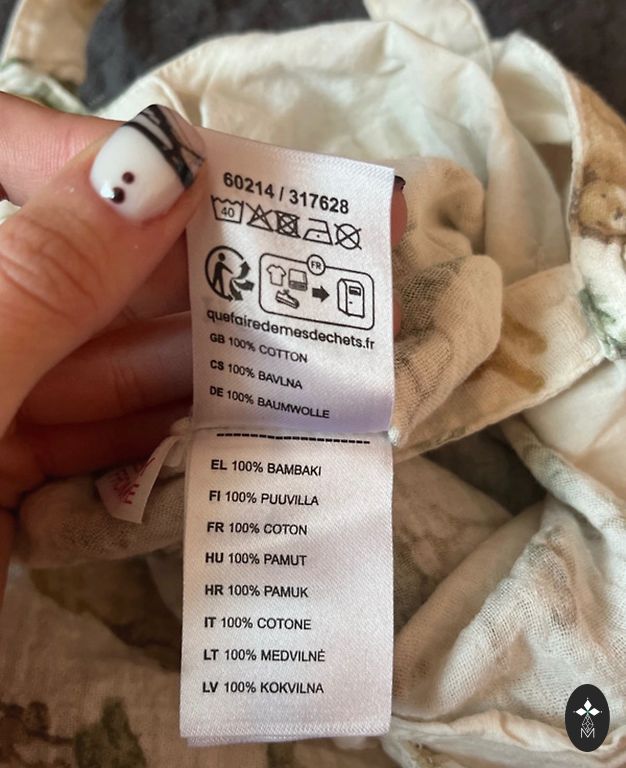 60214 / 317628
40
FR
quefairedemesdechets.fr
GB 100% COTTON
CS 100% BAVLNA
DE 100% BAUMWOLLE
EL 100% BAMBAKI
FI 100% PUUVILLA
FR 100% COTON
HU 100% PAMUT
HR 100% PAMUK
IT 100% COTONE
LT 100% MEDVILNĖ
LV 100% KOKVILNA
M